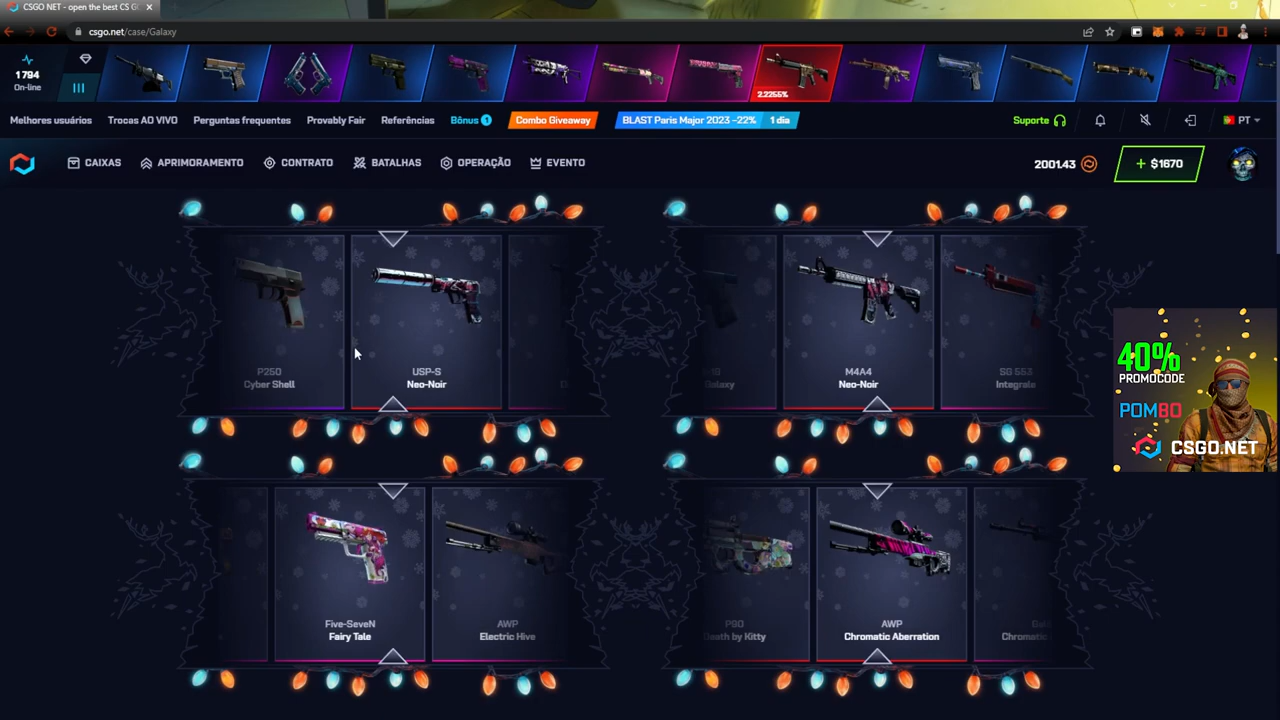 CSGO NET - open the best CS G
csgo.net/case/Galaxy
1 794
On-line
2.2255%
Melhores usuários Trocas AO VIVO Perguntas frequentes Provably Fair Referências Bônus 1 Combo Giveaway BLAST Paris Major 2023 -22% 1 dia Suporte PT
CAIXAS APRIMORAMENTO CONTRATO BATALHAS OPERAÇÃO EVENTO 2001.43 + $1670
P250
Cyber Shell
USP-S
Neo-Noir
Galaxy
M4A4
Neo-Noir
SG 553
Integrale
40%
PROMOCODE
POM80
CSGO.NET
Five-SeveN
Fairy Tale
AWP
Electric Hive
P90
Death by Kitty
AWP
Chromatic Aberration
Chromatic